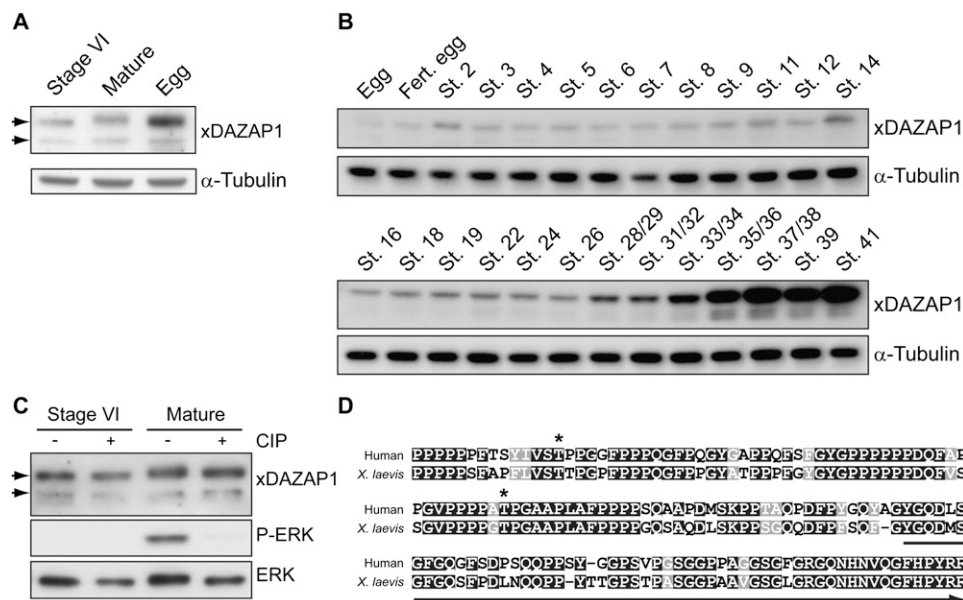 A
Stage VI Mature Egg
xDAZAP1
α-Tubulin
B
Egg Fert. egg St. 2 St. 3 St. 4 St. 5 St. 6 St. 7 St. 8 St. 9 St. 11 St. 12 St. 14
xDAZAP1
α-Tubulin
St. 16 St. 18 St. 19 St. 22 St. 24 St. 26 St. 28/29 St. 31/32 St. 33/34 St. 35/36 St. 37/38 St. 39 St. 41
xDAZAP1
α-Tubulin
C
Stage VI Mature
- + - + CIP
xDAZAP1
P-ERK
ERK
D
*
Human
X. laevis
*
Human PGVPPPPATPGAAPLAFPPPPSQAAPDMSKPPTAQPDFPYGQYAGYGQDLS
X. laevis SGVPPPPGTPGAAPLAFPPPPGQSAQDLSKPPSGQQDFPFSQF-GYGQDMS
Human GFGQGFSDPSQQPPSY-GGPSVPGSGGPPAGGSGFGRGQNHNVQGFHPYRR
X. laevis GFGQSFPDLNQQPP-YTTGPSTPASGGPPAAVGSGLGRGQNHNVQGFHPYRR